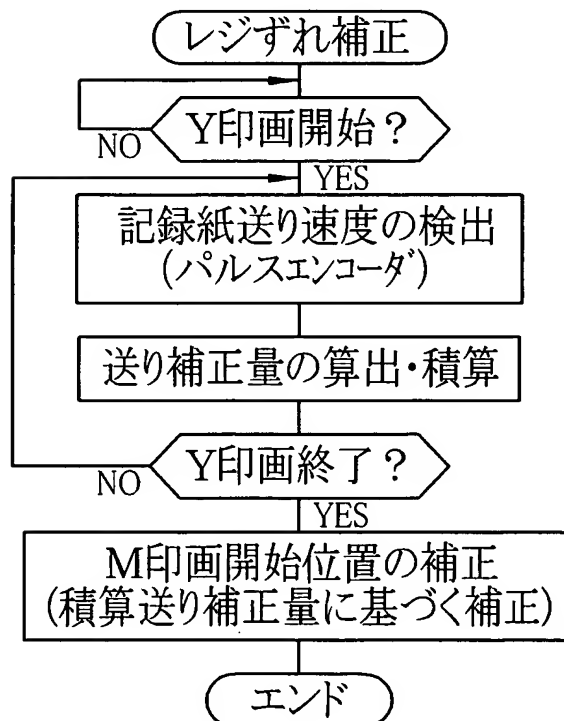 レジずれ補正
Y印画開始？
NO
YES
記録紙送り速度の検出
(パルスエンコーダ)
送り補正量の算出・積算
Y印画終了？
NO
YES
M印画開始位置の補正
(積算送り補正量に基づく補正)
エンド